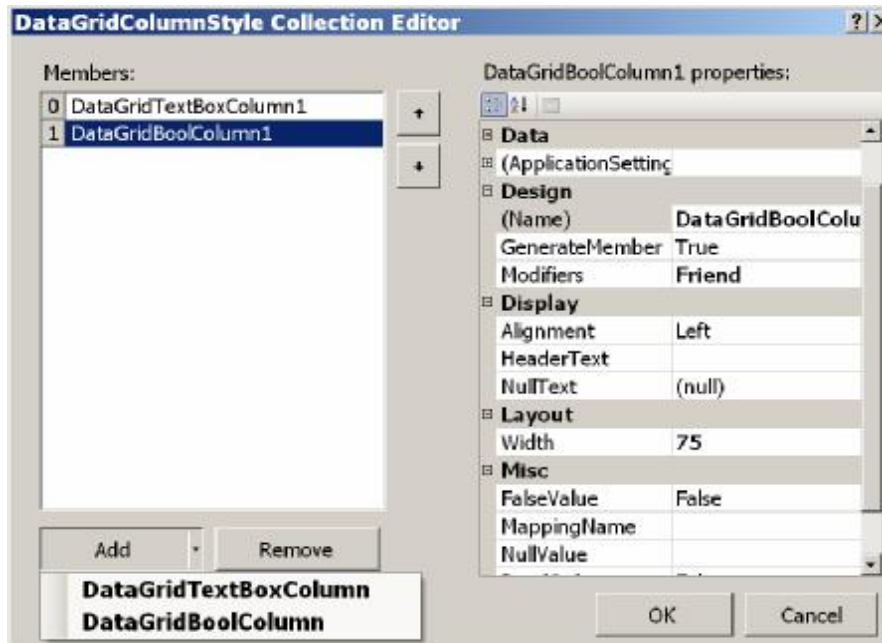 DataGridColumnStyle Collection Editor
Members:
0 DataGridTextBoxColumn1
1 DataGridBoolColumn1
Add
Remove
DataGridTextBoxColumn
DataGridBoolColumn
DataGridBoolColumn1 properties:
Data
(ApplicationSetting
Design
(Name) DataGridBoolColu
GenerateMember True
Modifiers Friend
Display
Alignment Left
HeaderText
NullText (null)
Layout
Width 75
Misc
FalseValue False
MappingName
NullValue
OK
Cancel